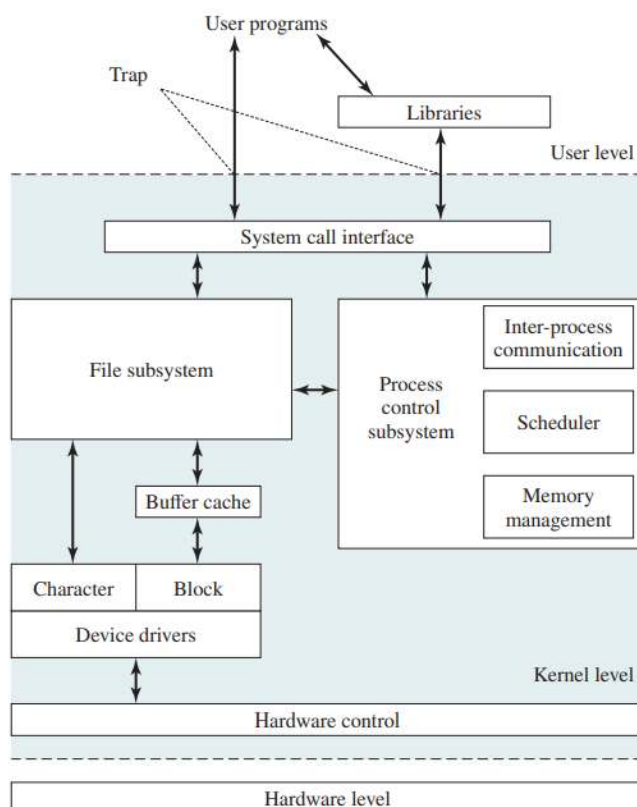 User programs
Trap
Libraries
User level
System call interface
File subsystem
Inter-process
communication
Process
control
subsystem
Scheduler
Memory
management
Buffer cache
Character
Block
Device drivers
Kernel level
Hardware control
Hardware level